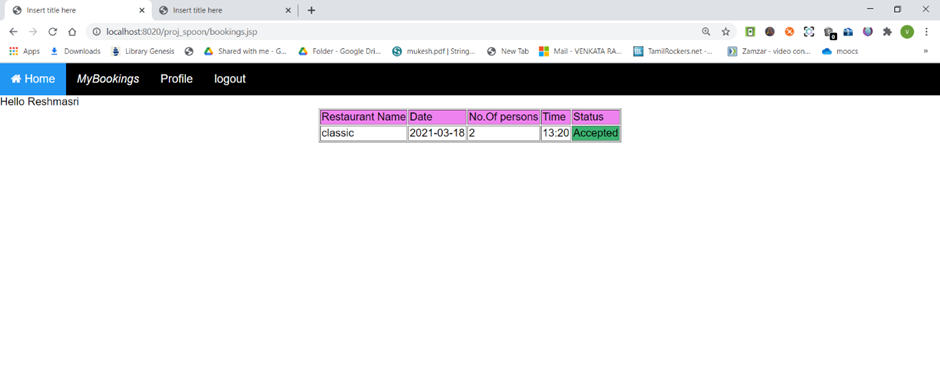 Insert title here
Insert title here
localhost:8020/proj_spoon/bookings.jsp
Apps Downloads Library Genesis Shared with me - G... Folder - Google Dri... mukesh.pdf | String... New Tab Mail - VENKATA RA... TamilRockers.net -... Zamzar - video con... moocs »
Home MyBookings Profile logout
Hello Reshmasri
Restaurant Name Date No.Of persons Time Status
classic 2021-03-18 2 13:20 Accepted